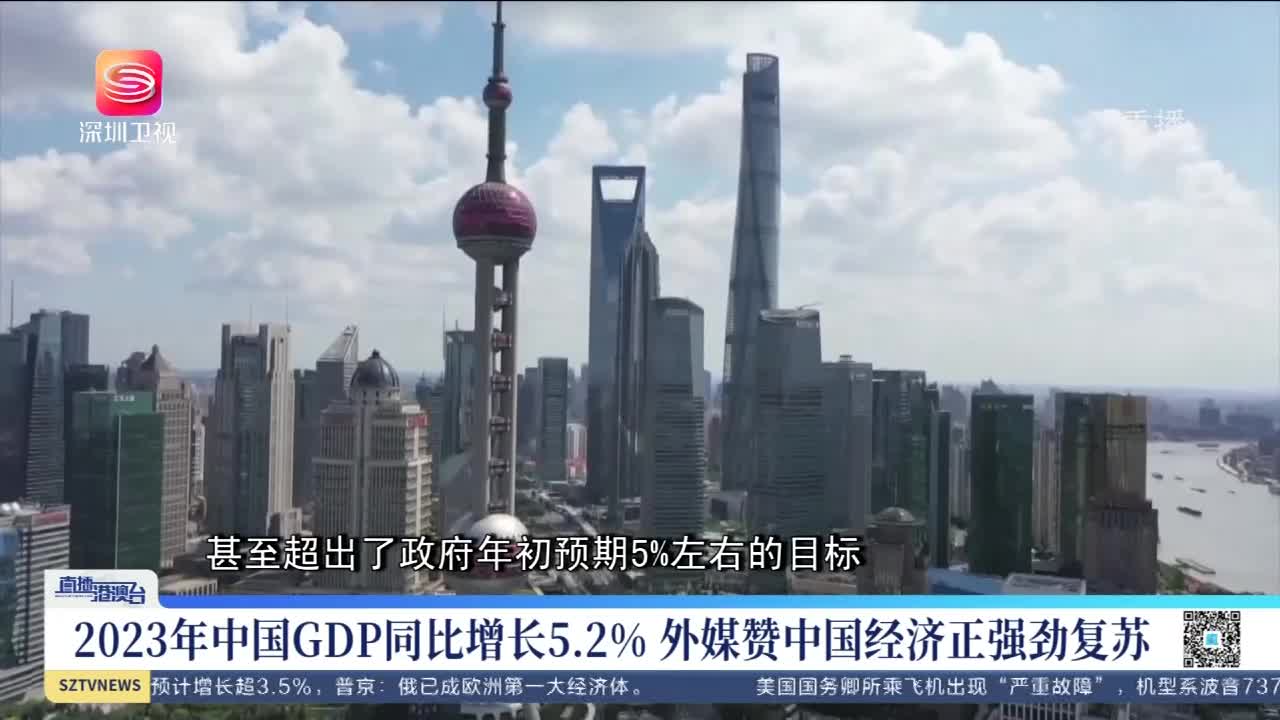 深圳卫视
重播
甚至超出了政府年初预期5%左右的目标
直播港澳台
2023年中国GDP同比增长5.2% 外媒赞中国经济正强劲复苏
SZTVNEWS 预计增长超3.5%，普京：俄已成欧洲第一大经济体。 美国国务卿所乘飞机出现“严重故障”，机型系波音737